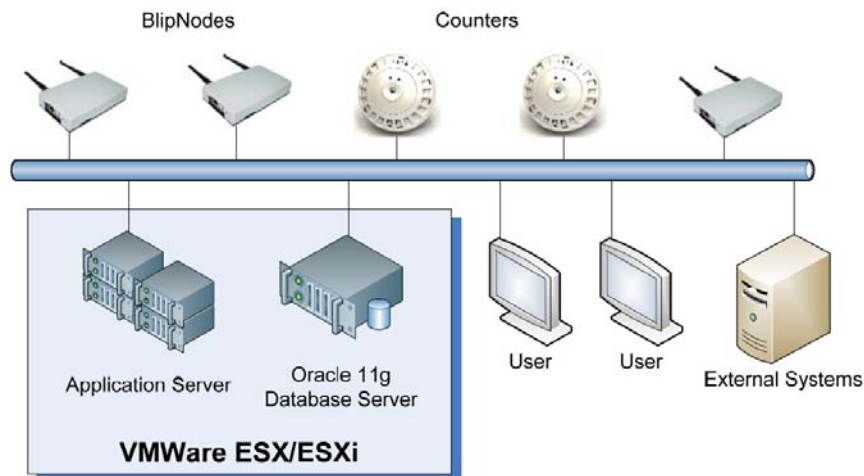 BlipNodes
Counters
Application Server
Oracle 11g
Database Server
User
User
External Systems
VMWare ESX/ESXi